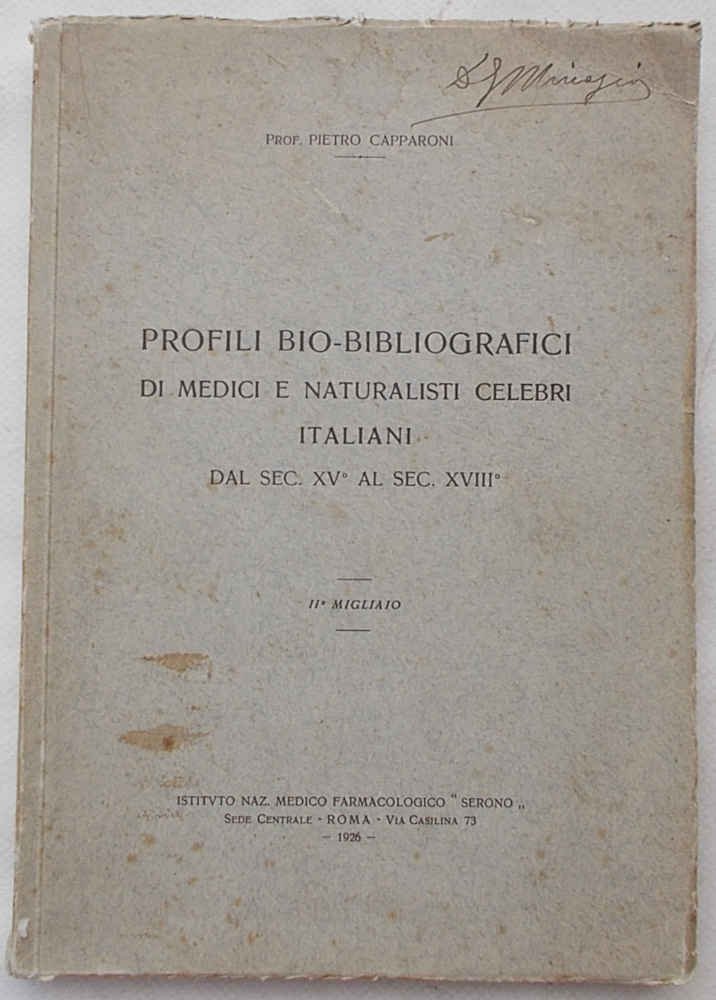 PROF. PIETRO CAPPARONI
PROFILI BIO-BIBLIOGRAFICI
DI MEDICI E NATURALISTI CELEBRI
ITALIANI
DAL SEC. XV° AL SEC. XVIII°
II° MIGLIAIO
ISTITVTO NAZ. MEDICO FARMACOLOGICO “ SERONO „
SEDE CENTRALE - ROMA - VIA CASILINA 73
— 1926 —